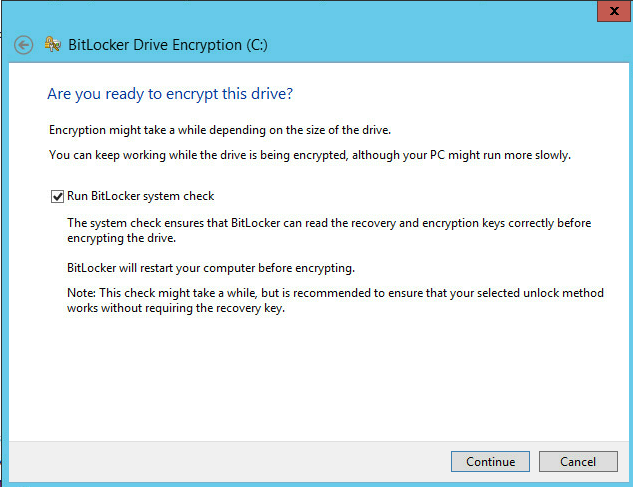 x
BitLocker Drive Encryption (C:)
Are you ready to encrypt this drive?
Encryption might take a while depending on the size of the drive.
You can keep working while the drive is being encrypted, although your PC might run more slowly.
Run BitLocker system check
The system check ensures that BitLocker can read the recovery and encryption keys correctly before
encrypting the drive.
BitLocker will restart your computer before encrypting.
Note: This check might take a while, but is recommended to ensure that your selected unlock method
works without requiring the recovery key.
Continue Cancel